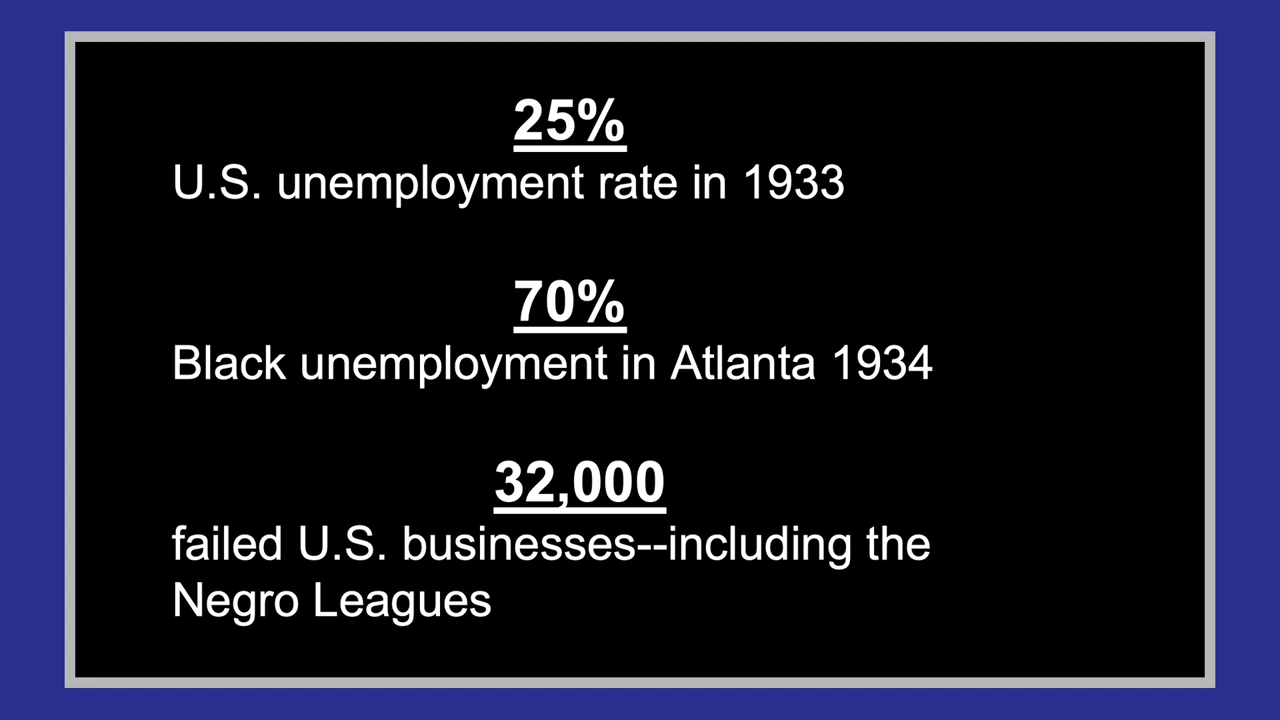 25%
U.S. unemployment rate in 1933
70%
Black unemployment in Atlanta 1934
32,000
failed U.S. businesses--including the
Negro Leagues